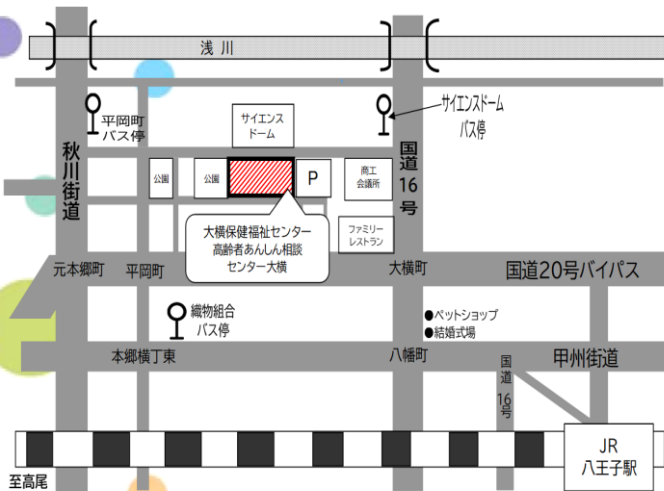 浅川
平岡町
バス停
サイエンス
ドーム
サイエンスドーム
バス停
秋川街道
国道16号
公園
公園
P
商工
会議所
大横保健福祉センター
高齢者あんしん相談
センター大横
ファミリー
レストラン
元本郷町
平岡町
大横町
国道20号バイパス
織物組合
バス停
●ペットショップ
●結婚式場
本郷横丁東
八幡町
国道16号
甲州街道
JR
八王子駅
至高尾